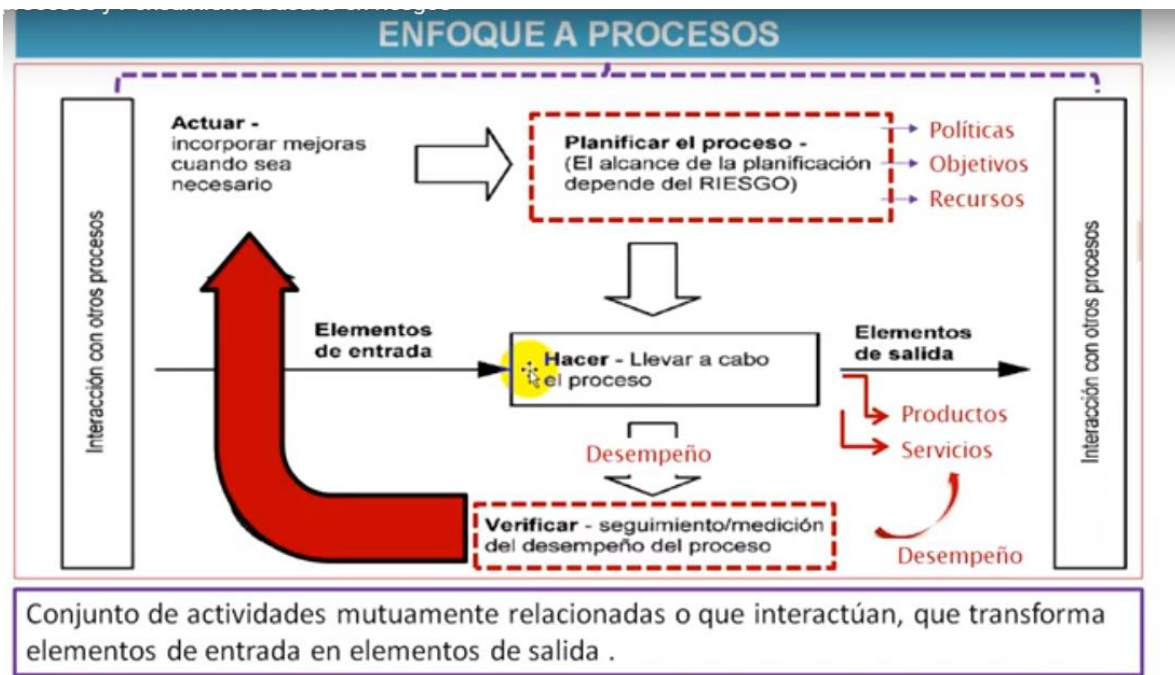 ENFOQUE A PROCESOS
Interacción con otros procesos
Actuar -
incorporar mejoras
cuando sea
necesario
Planificar el proceso -
(El alcance de la planificación
depende del RIESGO)
Políticas
Objetivos
Recursos
Elementos
de entrada
Hacer - Llevar a cabo
el proceso
Elementos
de salida
Productos
Servicios
Desempeño
Verificar - seguimiento/medición
del desempeño del proceso
Desempeño
Interacción con otros procesos
Conjunto de actividades mutuamente relacionadas o que interactúan, que transforma
elementos de entrada en elementos de salida .